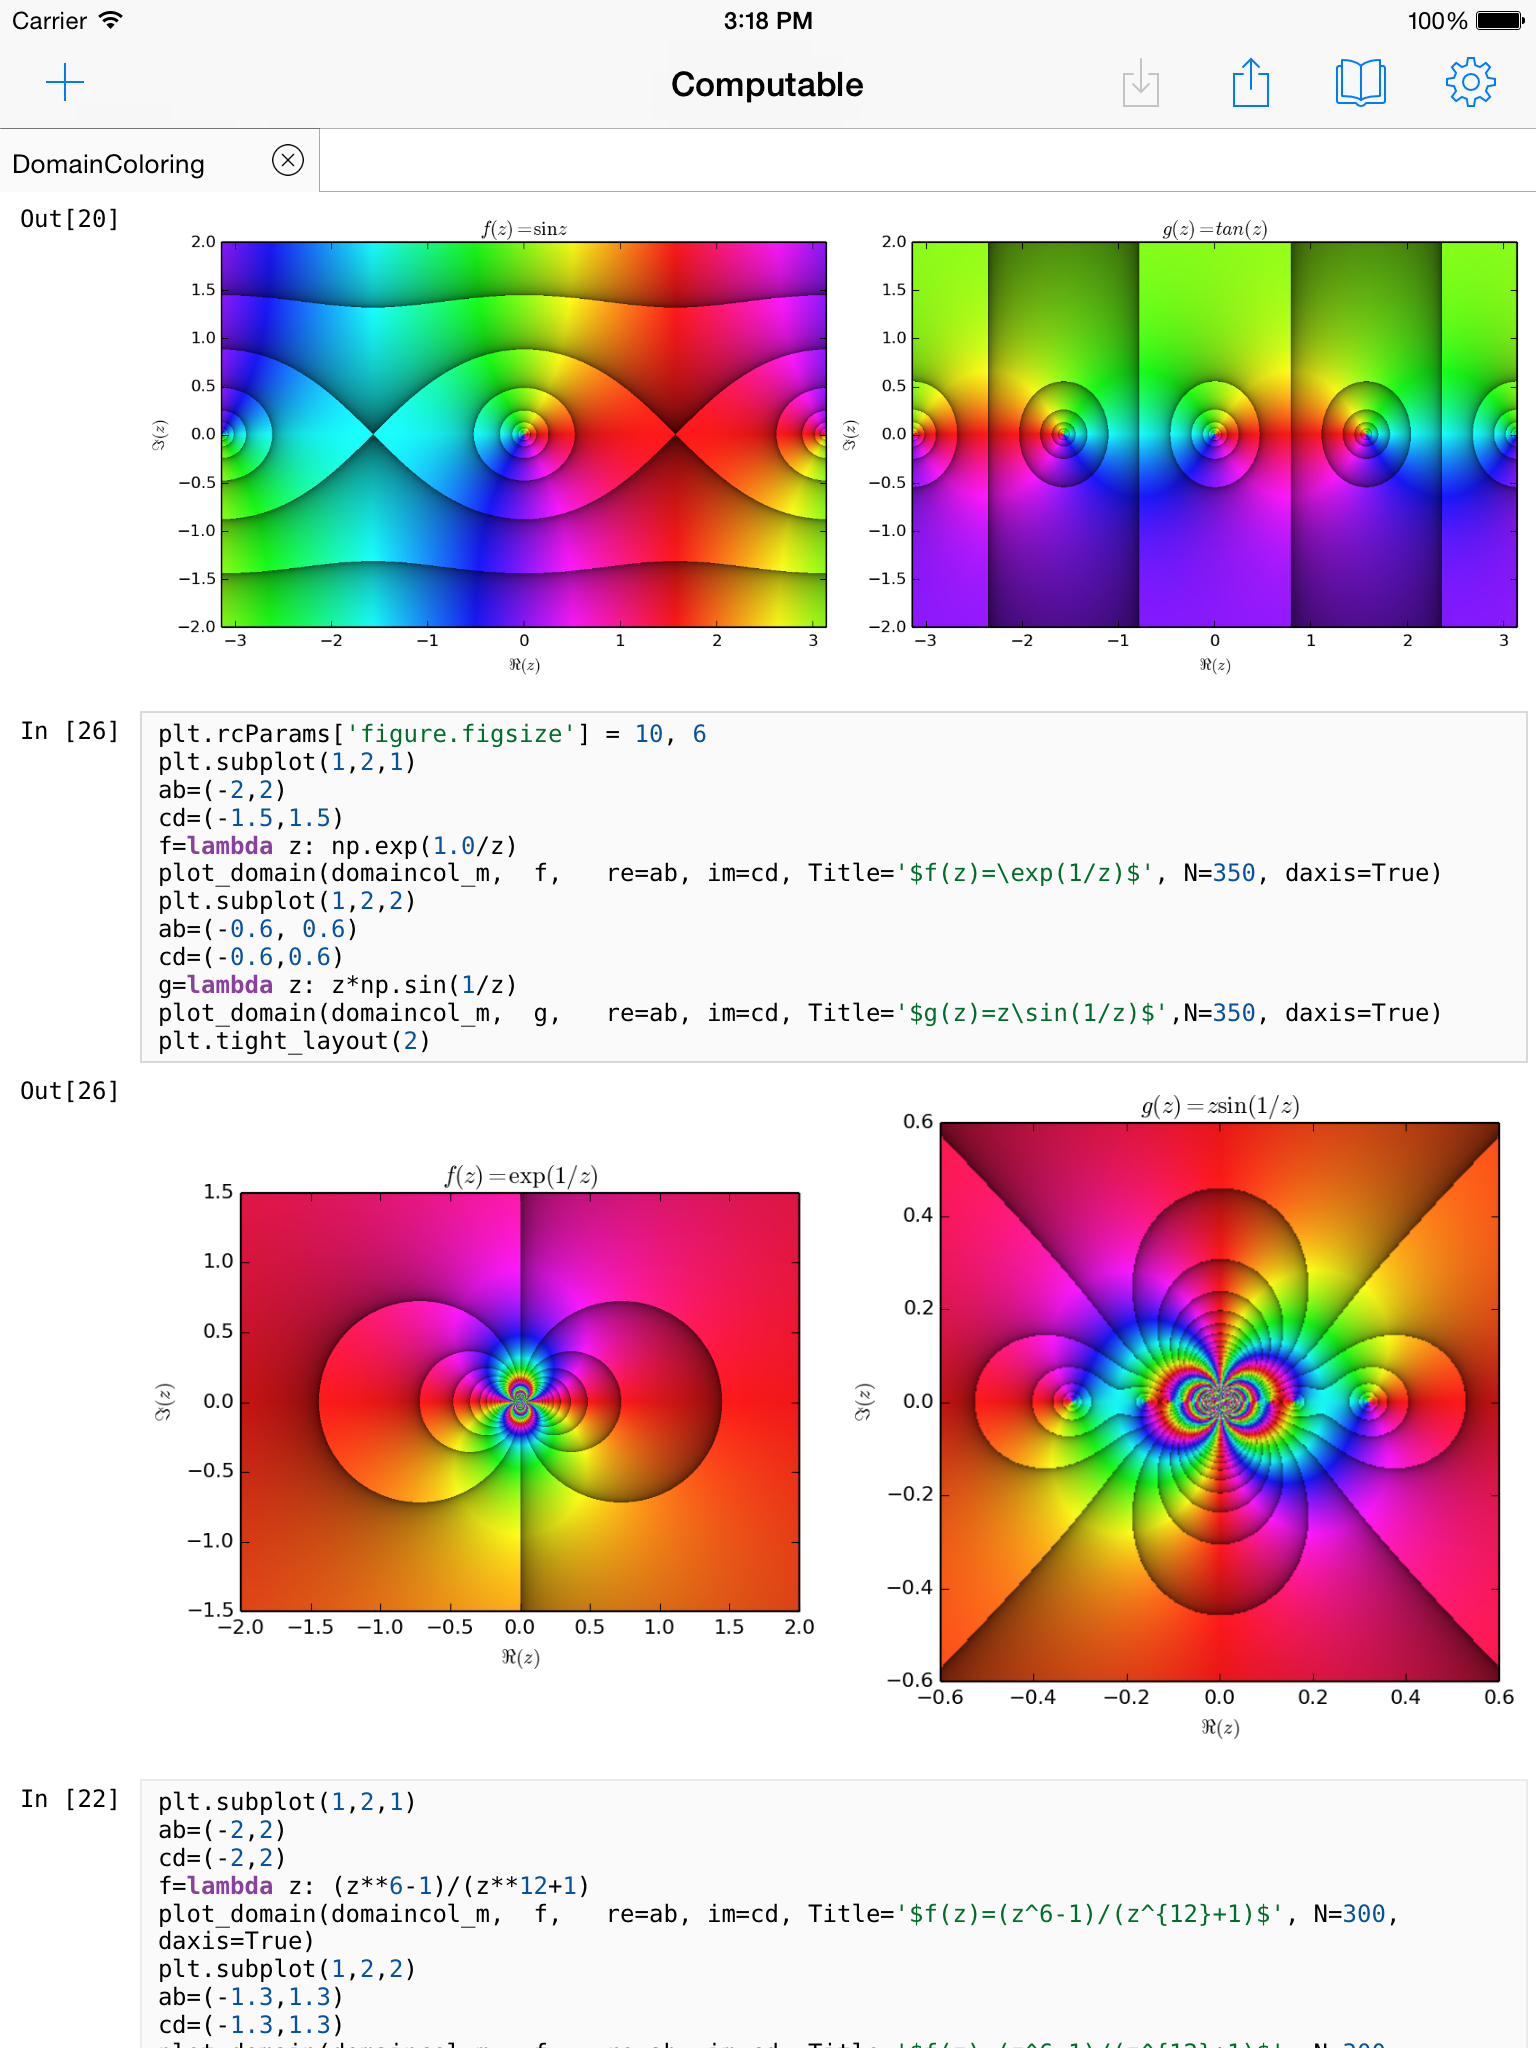 Carrier 3:18 PM 100%
Computable
DomainColoring
Out[20]
f(z)=sinz
2.0
1.5
1.0
0.5
0.0
−0.5
−1.0
−1.5
−2.0
ℑ(z)
−3 −2 −1 0 1 2 3
ℜ(z)
g(z)=tan(z)
2.0
1.5
1.0
0.5
0.0
−0.5
−1.0
−1.5
−2.0
ℑ(z)
−3 −2 −1 0 1 2 3
ℜ(z)
In [26]
plt.rcParams['figure.figsize'] = 10, 6
plt.subplot(1,2,1)
ab=(-2,2)
cd=(-1.5,1.5)
f=lambda z: np.exp(1.0/z)
plot_domain(domaincol_m,  f,   re=ab, im=cd, Title='$f(z)=\exp(1/z)$', N=350, daxis=True)
plt.subplot(1,2,2)
ab=(-0.6, 0.6)
cd=(-0.6,0.6)
g=lambda z: z*np.sin(1/z)
plot_domain(domaincol_m,  g,   re=ab, im=cd, Title='$g(z)=z\sin(1/z)$',N=350, daxis=True)
plt.tight_layout(2)
Out[26]
f(z)=exp(1/z)
1.5
1.0
0.5
0.0
−0.5
−1.0
−1.5
ℑ(z)
−2.0 −1.5 −1.0 −0.5 0.0 0.5 1.0 1.5 2.0
ℜ(z)
g(z)=zsin(1/z)
0.6
0.4
0.2
0.0
−0.2
−0.4
−0.6
ℑ(z)
−0.6 −0.4 −0.2 0.0 0.2 0.4 0.6
ℜ(z)
In [22]
plt.subplot(1,2,1)
ab=(-2,2)
cd=(-2,2)
f=lambda z: (z**6-1)/(z**12+1)
plot_domain(domaincol_m,  f,   re=ab, im=cd, Title='$f(z)=(z^6-1)/(z^{12}+1)$', N=300,
daxis=True)
plt.subplot(1,2,2)
ab=(-1.3,1.3)
cd=(-1.3,1.3)